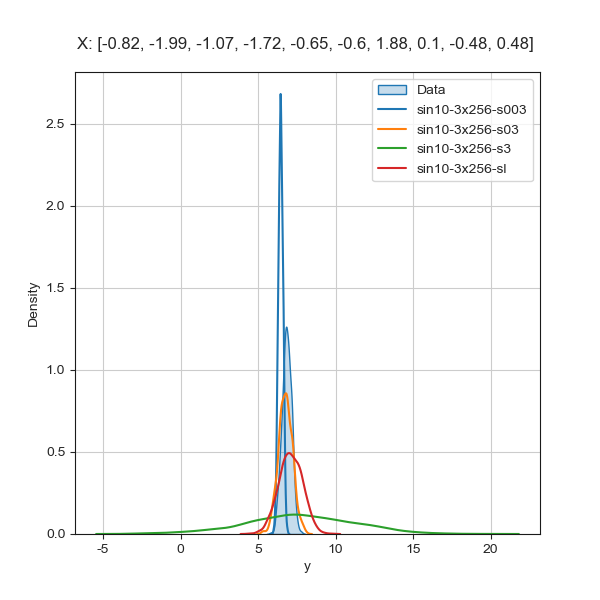 X: [-0.82, -1.99, -1.07, -1.72, -0.65, -0.6, 1.88, 0.1, -0.48, 0.48]
Data
sin10-3x256-s003
sin10-3x256-s03
sin10-3x256-s3
sin10-3x256-sl
2.5
2.0
1.5
1.0
0.5
0.0
Density
-5
0
5
10
15
20
y